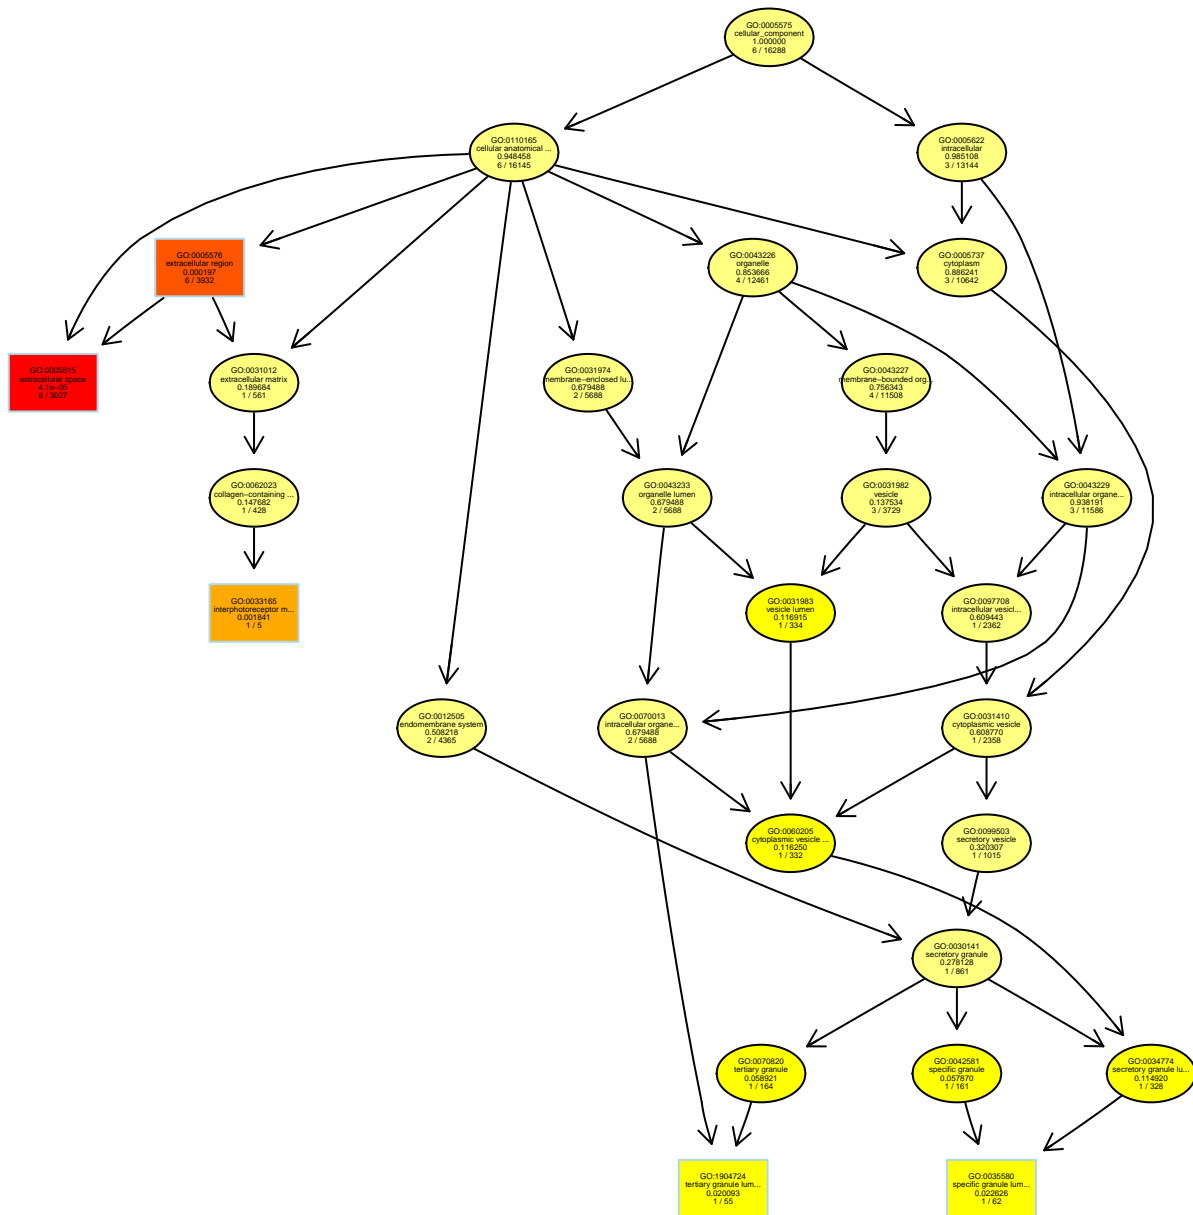 GO:0005575
cellular_component
1.000000
6 / 16288
GO:0110165
cellular anatomical ...
0.948458
6 / 16145
GO:0005622
intracellular
0.985108
3 / 13144
GO:0005576
extracellular region
0.000197
6 / 3932
GO:0043226
organelle
0.853666
4 / 12461
GO:0005737
cytoplasm
0.886241
3 / 10642
GO:0005615
extracellular space
4.1e−05
6 / 3027
GO:0031012
extracellular matrix
0.189684
1 / 561
GO:0031974
membrane−enclosed lu...
0.679488
2 / 5688
GO:0043227
membrane−bounded org...
0.756343
4 / 11508
GO:0062023
collagen−containing ...
0.147682
1 / 428
GO:0043233
organelle lumen
0.679488
2 / 5688
GO:0031982
vesicle
0.137534
3 / 3729
GO:0043229
intracellular organe...
0.938191
3 / 11586
GO:0033165
interphotoreceptor m...
0.001841
1 / 5
GO:0031983
vesicle lumen
0.116915
1 / 334
GO:0097708
intracellular vesicl...
0.609443
1 / 2362
GO:0012505
endomembrane system
0.508218
2 / 4365
GO:0070013
intracellular organe...
0.679488
2 / 5688
GO:0031410
cytoplasmic vesicle
0.608770
1 / 2358
GO:0060205
cytoplasmic vesicle ...
0.116250
1 / 332
GO:0099503
secretory vesicle
0.320307
1 / 1015
GO:0030141
secretory granule
0.278128
1 / 861
GO:0070820
tertiary granule
0.058921
1 / 164
GO:0042581
specific granule
0.057870
1 / 161
GO:0034774
secretory granule lu...
0.114920
1 / 328
GO:1904724
tertiary granule lum...
0.020093
1 / 55
GO:0035580
specific granule lum...
0.022626
1 / 62